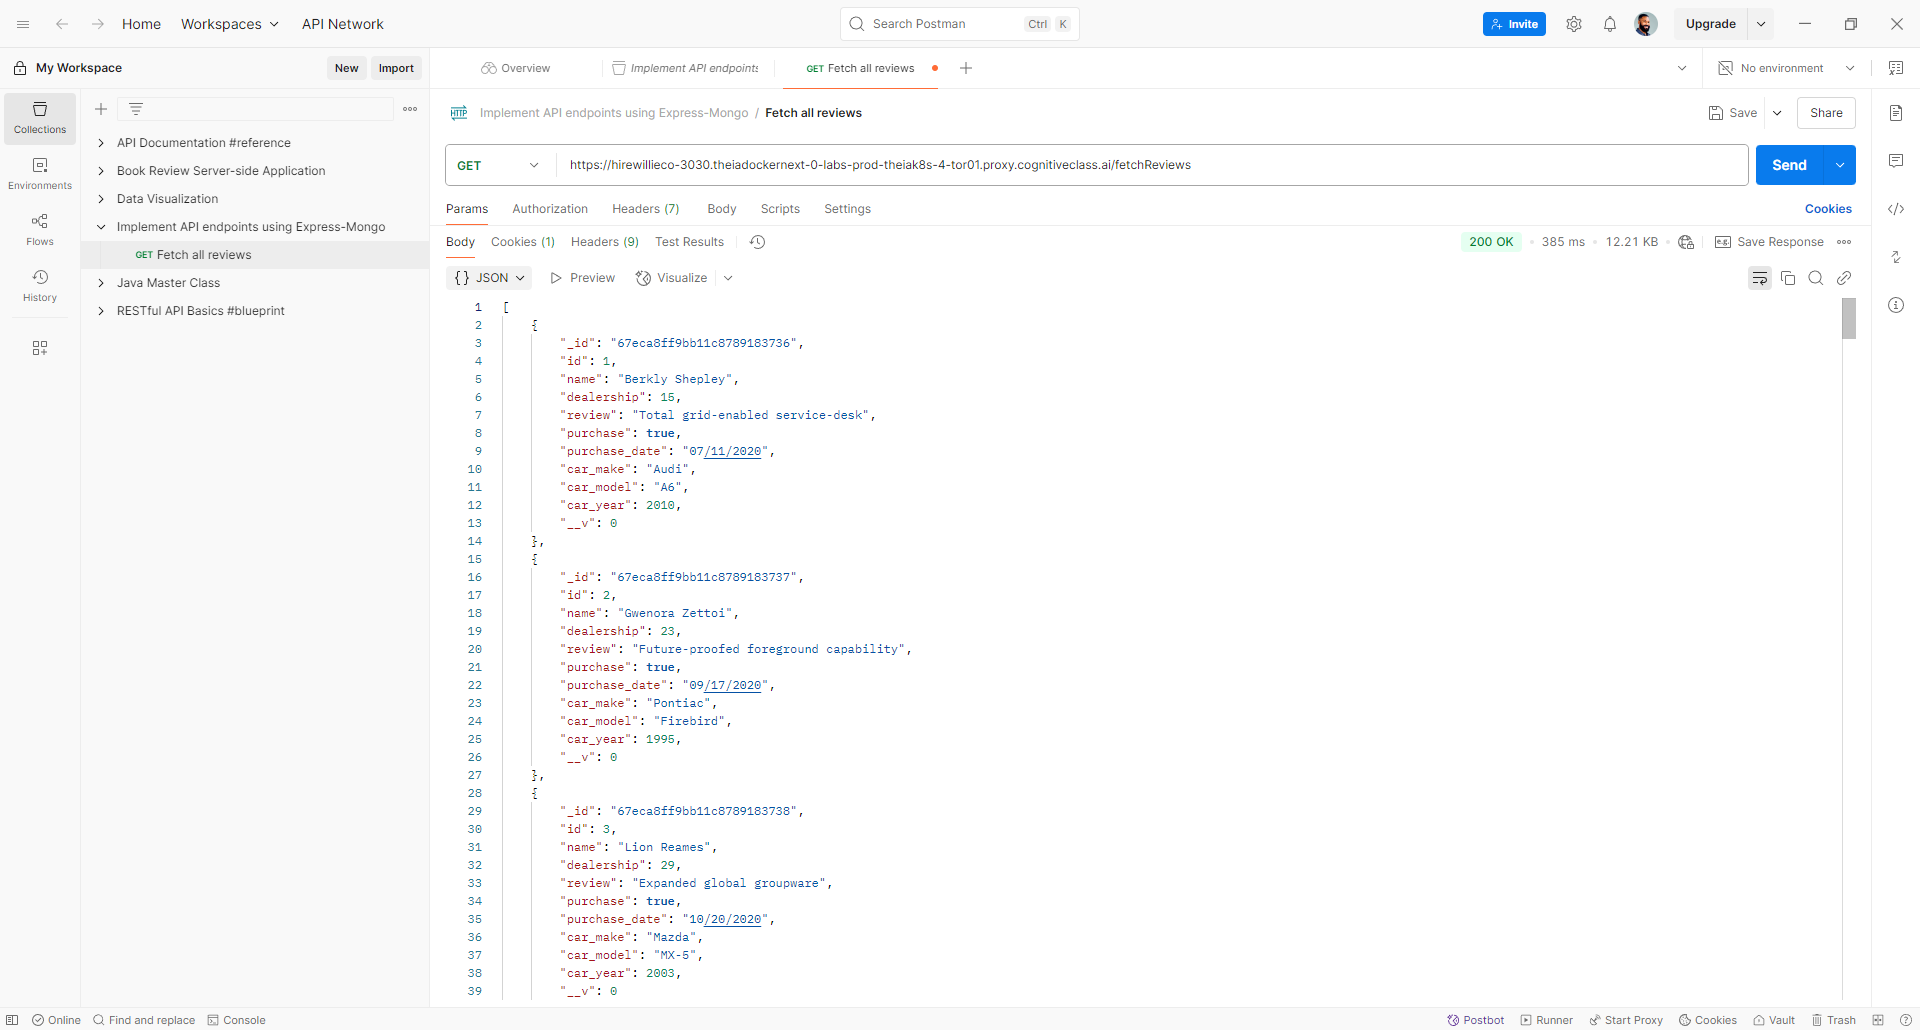 Home Workspaces API Network Search Postman Ctrl K Invite Upgrade
My Workspace New Import Overview Implement API endpoints GET Fetch all reviews No environment
Collections
Environments
Flows
History
API Documentation #reference
Book Review Server-side Application
Data Visualization
Implement API endpoints using Express-Mongo
GET Fetch all reviews
Java Master Class
RESTful API Basics #blueprint
HTTP Implement API endpoints using Express-Mongo / Fetch all reviews Save Share
GET https://hirewillieco-3030.theiadockernext-0-labs-prod-theiak8s-4-tor01.proxy.cognitiveclass.ai/fetchReviews Send
Params Authorization Headers (7) Body Scripts Settings Cookies
Body Cookies (1) Headers (9) Test Results 200 OK 385 ms 12.21 KB e.g. Save Response
{} JSON Preview Visualize
1 [
2 {
3 "_id": "67eca8ff9bb11c8789183736",
4 "id": 1,
5 "name": "Berkly Shepley",
6 "dealership": 15,
7 "review": "Total grid-enabled service-desk",
8 "purchase": true,
9 "purchase_date": "07/11/2020",
10 "car_make": "Audi",
11 "car_model": "A6",
12 "car_year": 2010,
13 "__v": 0
14 },
15 {
16 "_id": "67eca8ff9bb11c8789183737",
17 "id": 2,
18 "name": "Gwenora Zettoi",
19 "dealership": 23,
20 "review": "Future-proofed foreground capability",
21 "purchase": true,
22 "purchase_date": "09/17/2020",
23 "car_make": "Pontiac",
24 "car_model": "Firebird",
25 "car_year": 1995,
26 "__v": 0
27 },
28 {
29 "_id": "67eca8ff9bb11c8789183738",
30 "id": 3,
31 "name": "Lion Reames",
32 "dealership": 29,
33 "review": "Expanded global groupware",
34 "purchase": true,
35 "purchase_date": "10/20/2020",
36 "car_make": "Mazda",
37 "car_model": "MX-5",
38 "car_year": 2003,
39 "__v": 0
Online Find and replace Console Postbot Runner Start Proxy Cookies Vault Trash